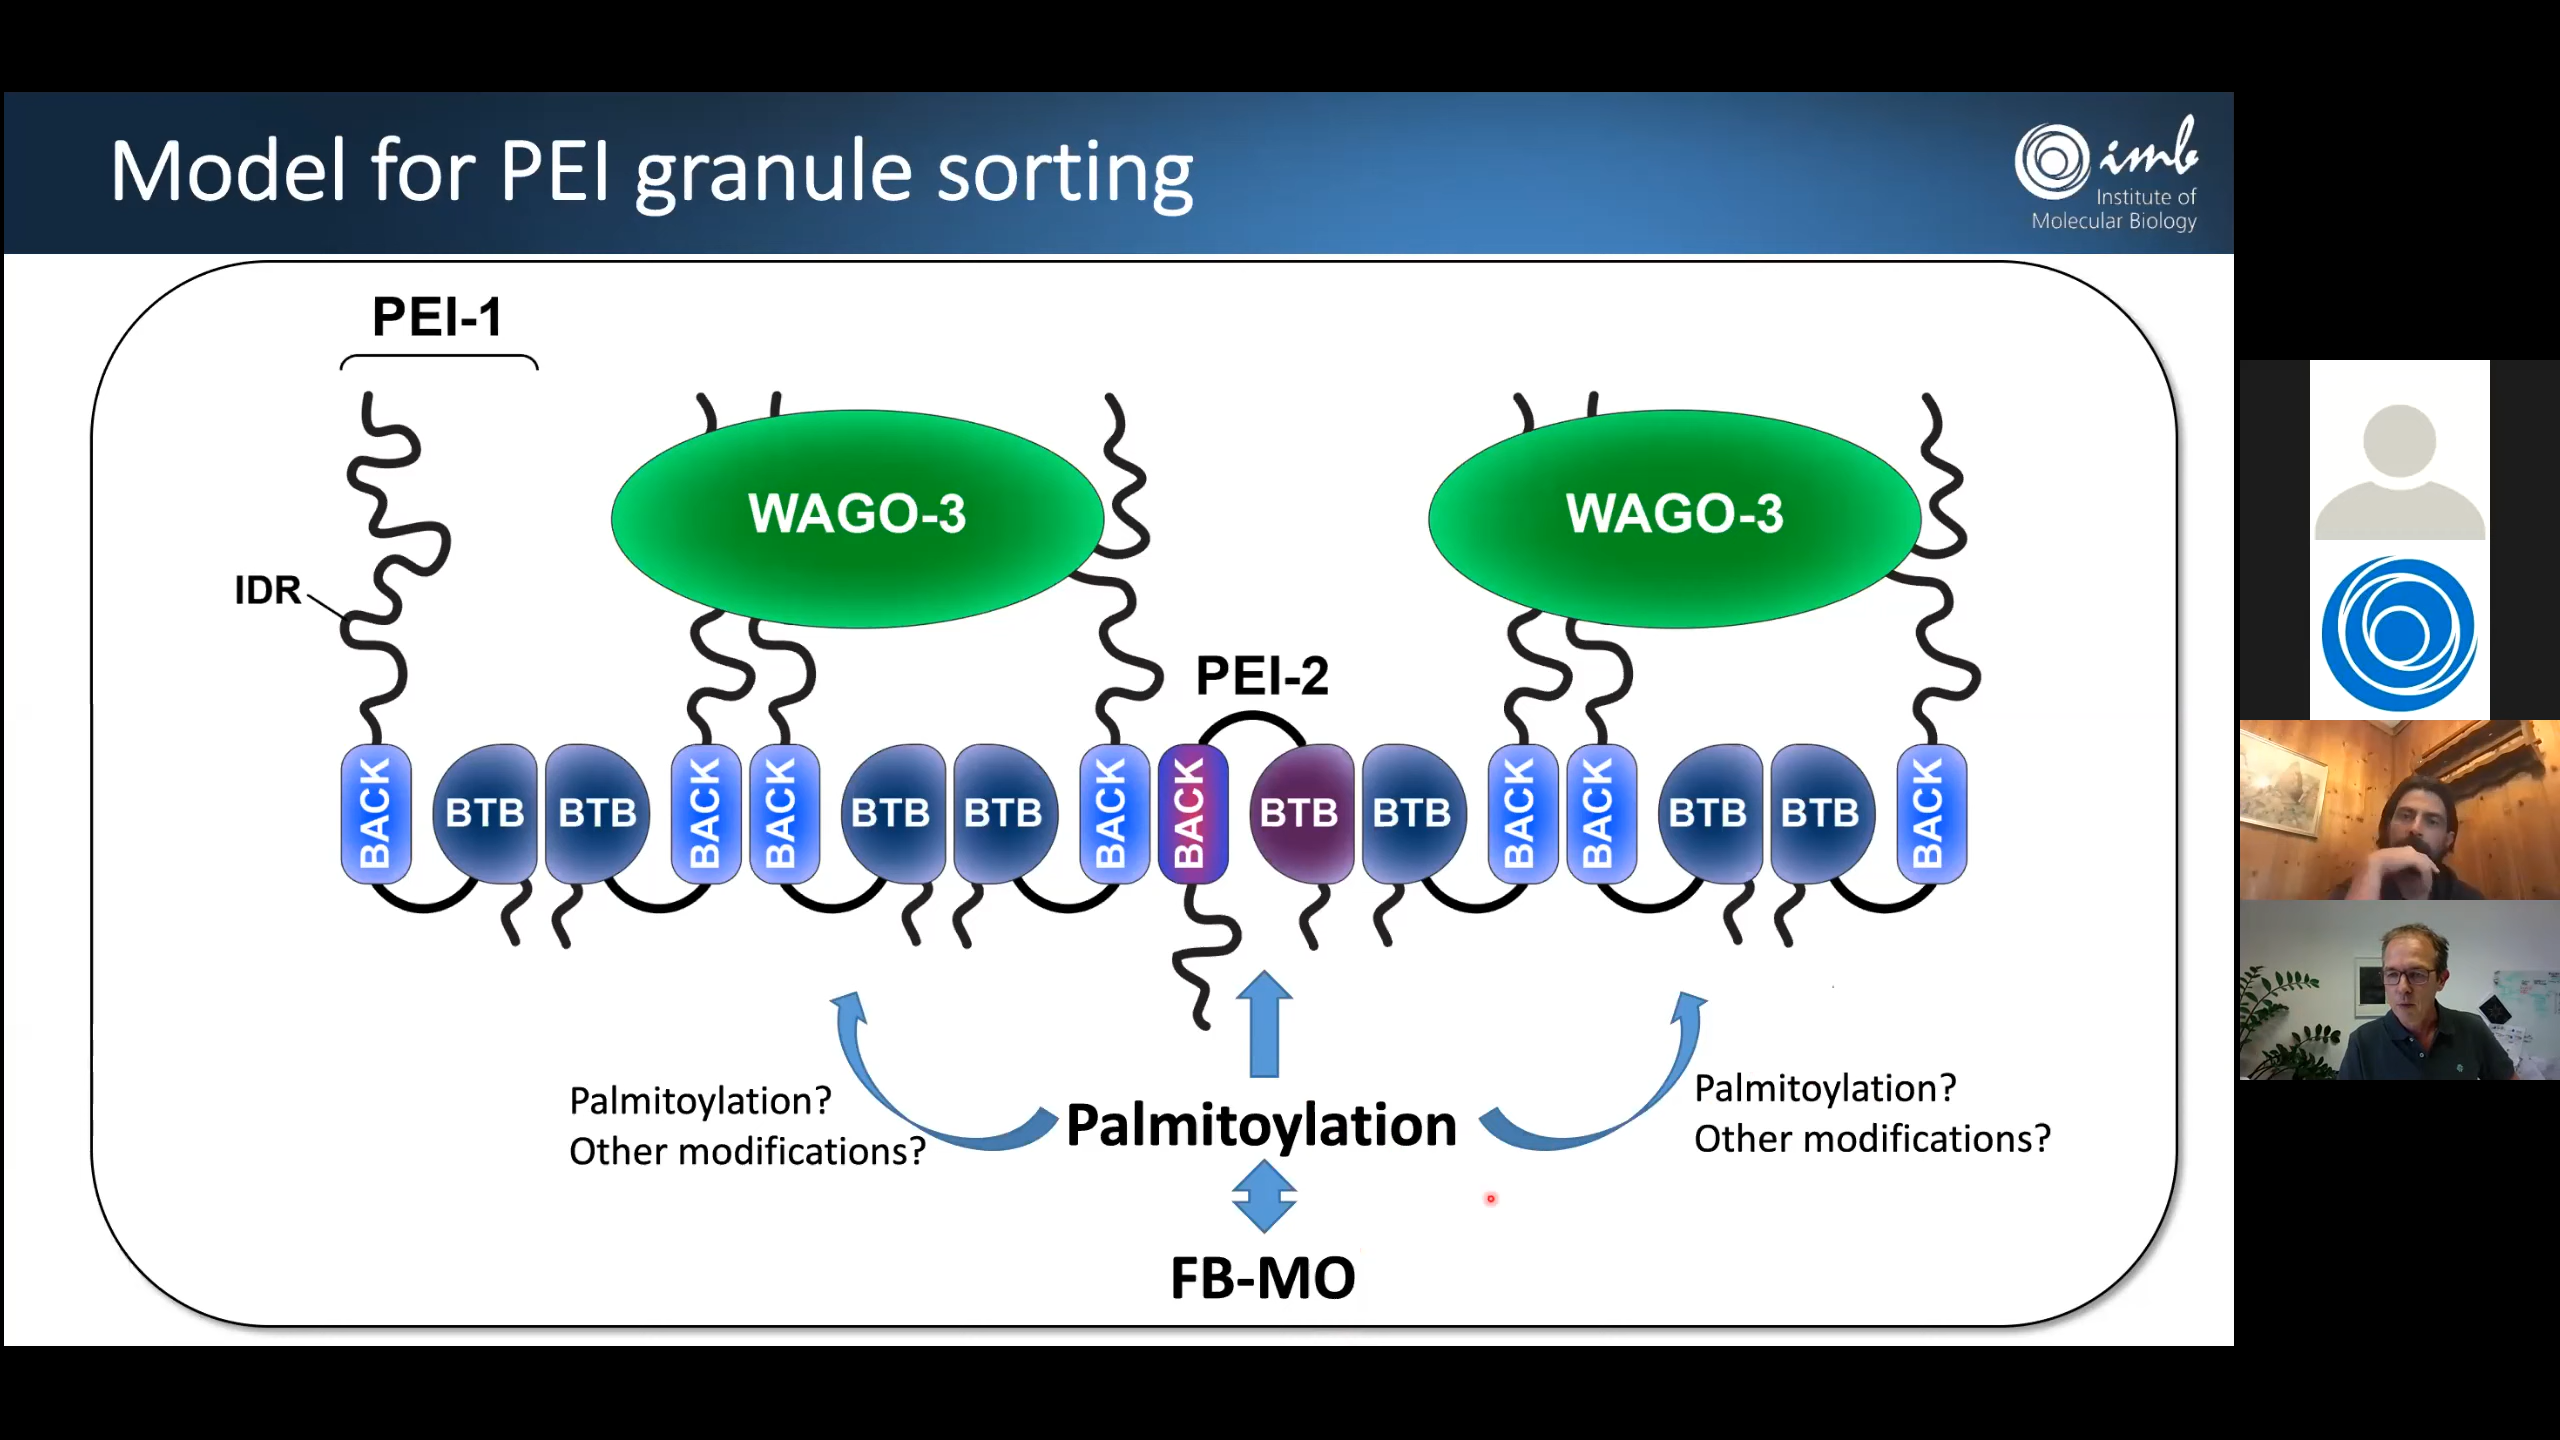 Model for PEI granule sorting
imb
Institute of
Molecular Biology
PEI-1
WAGO-3
WAGO-3
IDR
PEI-2
BACK
BTB
BTB
BACK
BACK
BTB
BTB
BACK
BACK
BTB
BTB
BACK
BACK
BTB
BTB
BACK
Palmitoylation?
Other modifications?
Palmitoylation
Palmitoylation?
Other modifications?
FB-MO